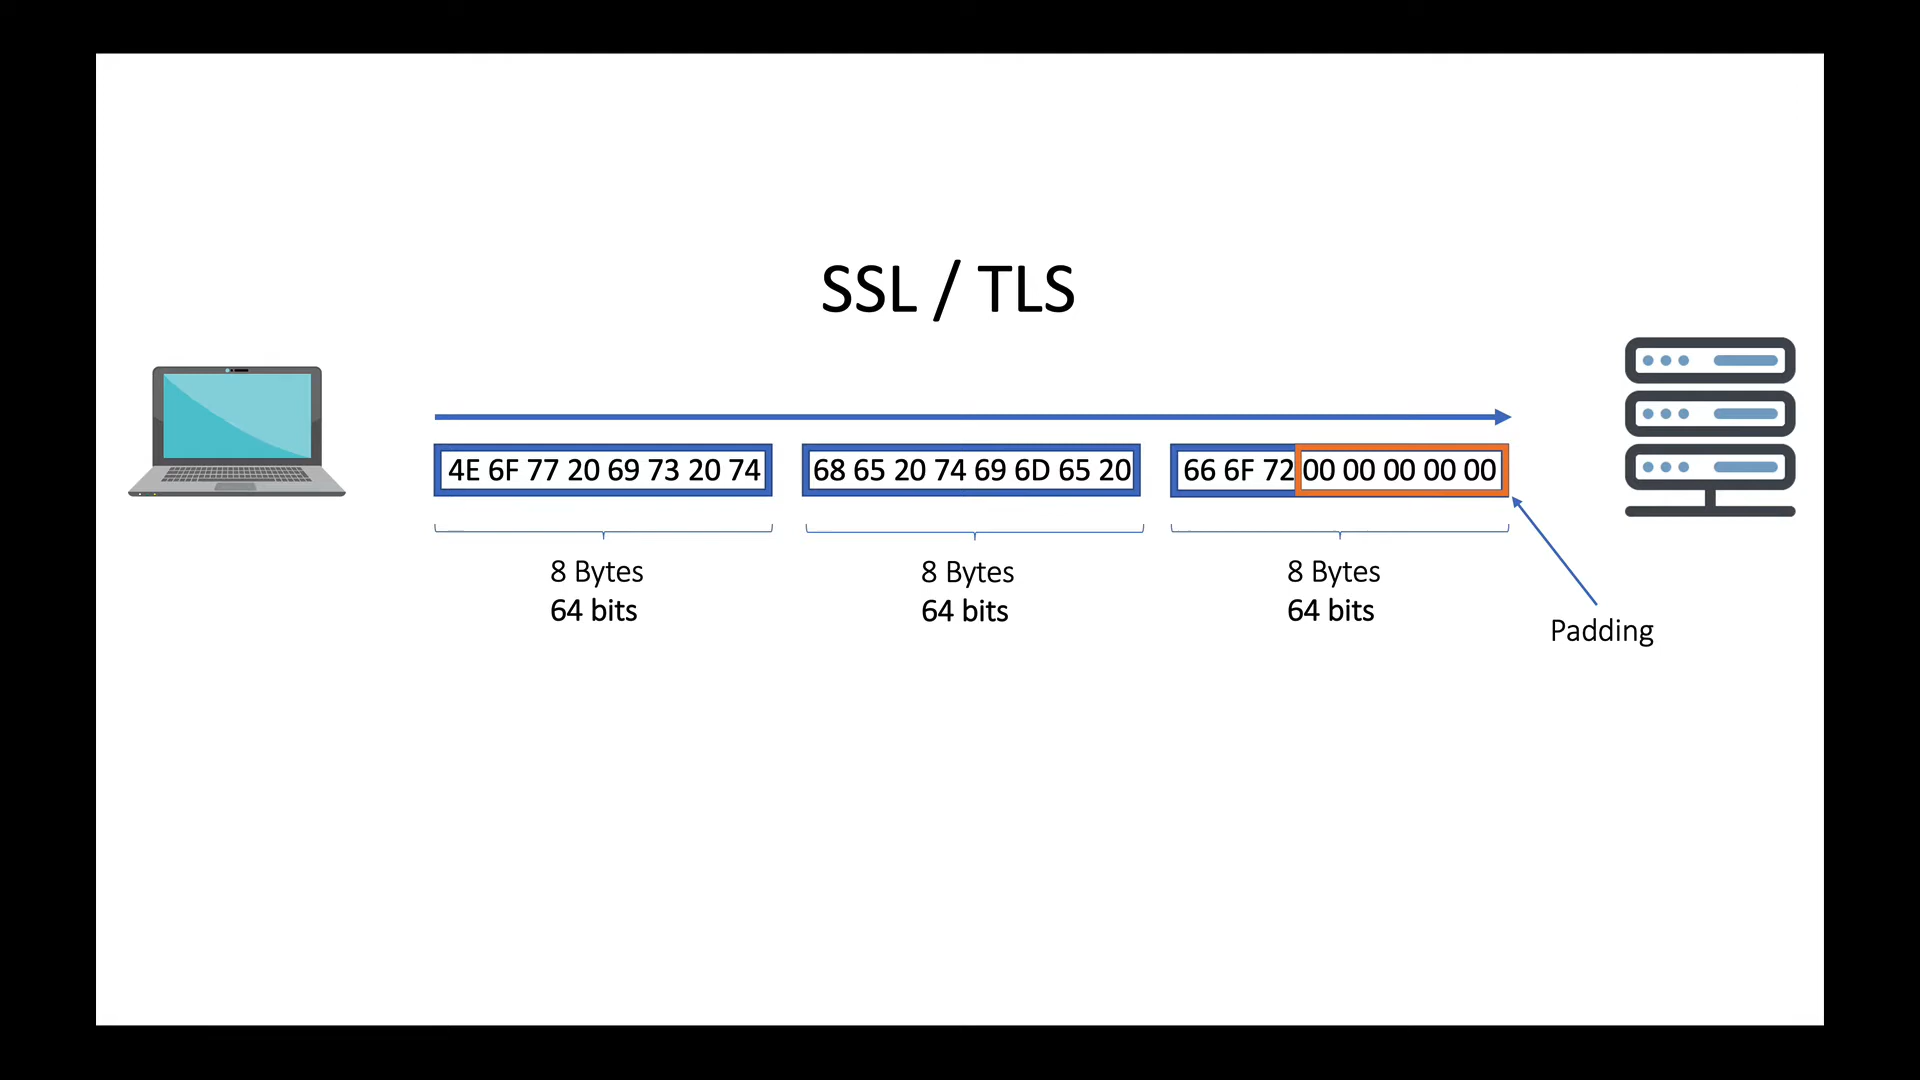 SSL / TLS
4E 6F 77 20 69 73 20 74
68 65 20 74 69 6D 65 20
66 6F 72 00 00 00 00 00
8 Bytes
64 bits
8 Bytes
64 bits
8 Bytes
64 bits
Padding